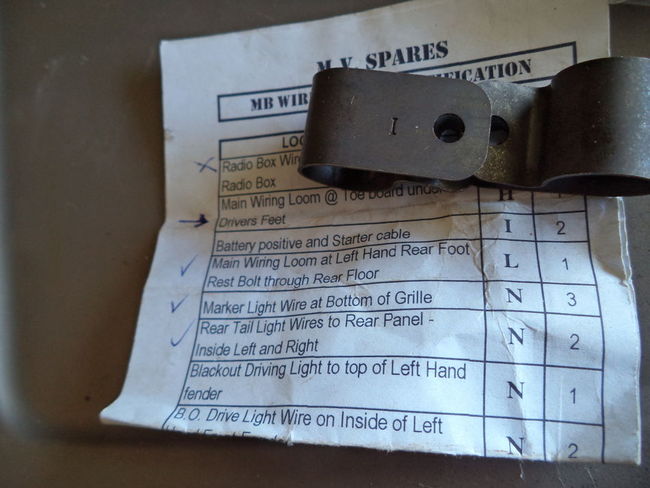 M.V. SPARES
MB WIR FICATION
LOC
Radio Box Wir
Radio Box
Main Wiring Loom @ Toe board under H
Drivers Feet
Battery positive and Starter cable I 2
Main Wiring Loom at Left Hand Rear Foot L 1
Rest Bolt through Rear Floor
Marker Light Wire at Bottom of Grille N 3
Rear Tail Light Wires to Rear Panel - N 2
Inside Left and Right
Blackout Driving Light to top of Left Hand N 1
fender
B.O. Drive Light Wire on Inside of Left N 2
I